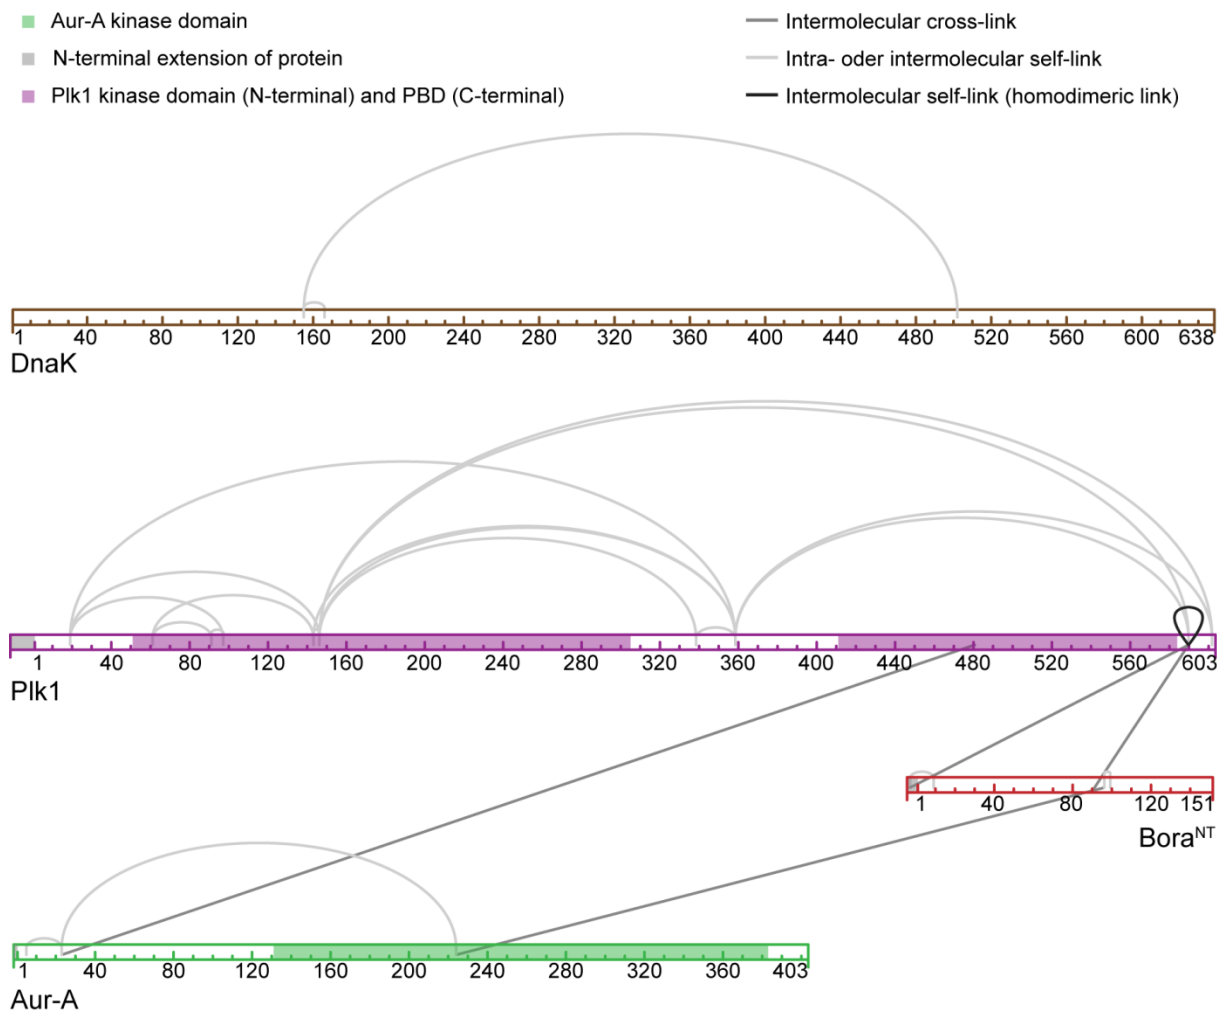 Aur-A kinase domain
N-terminal extension of protein
Plk1 kinase domain (N-terminal) and PBD (C-terminal)
Intermolecular cross-link
Intra- oder intermolecular self-link
Intermolecular self-link (homodimeric link)
1 40 80 120 160 200 240 280 320 360 400 440 480 520 560 600 638
DnaK
1 40 80 120 160 200 240 280 320 360 400 440 480 520 560 603
Plk1
1 40 80 120 151
Bora^NT
1 40 80 120 160 200 240 280 320 360 403
Aur-A